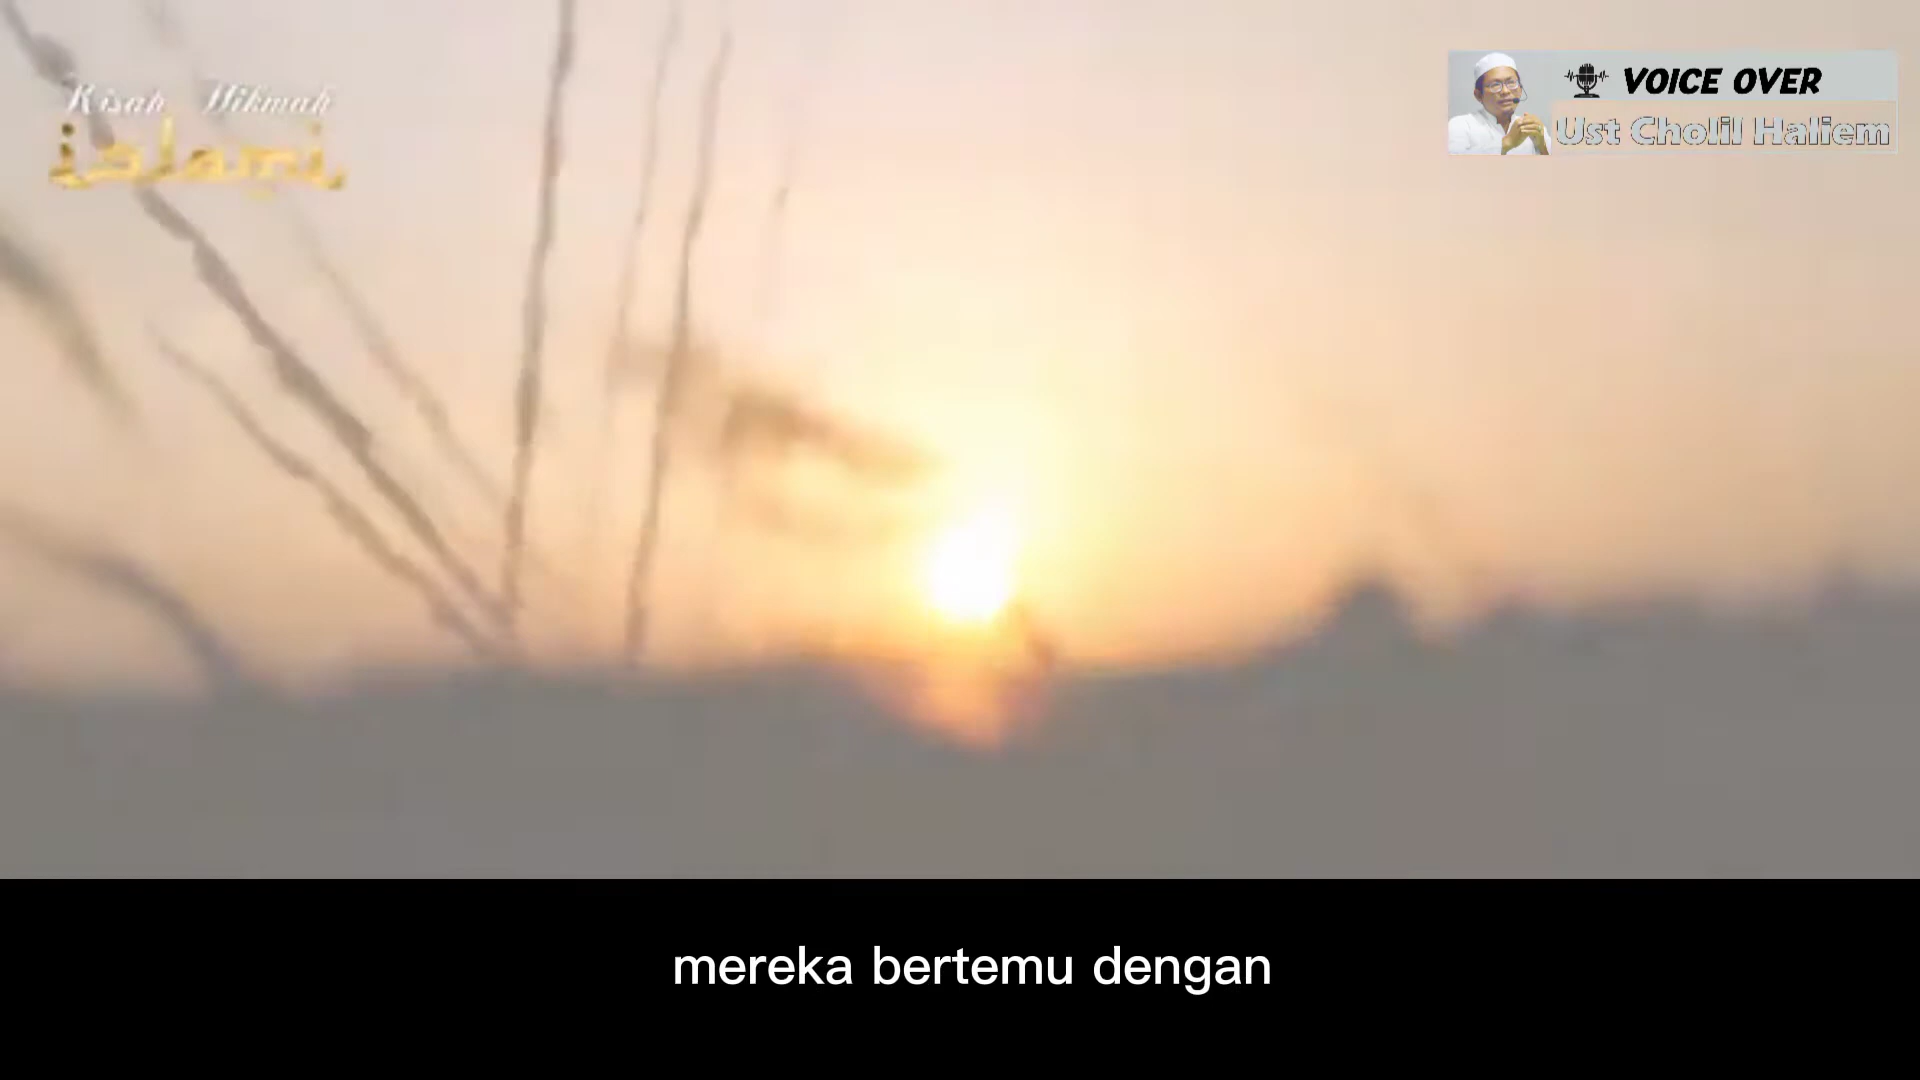 Kisah Hikmah
islami
VOICE OVER
Ust Cholil Haliem
mereka bertemu dengan